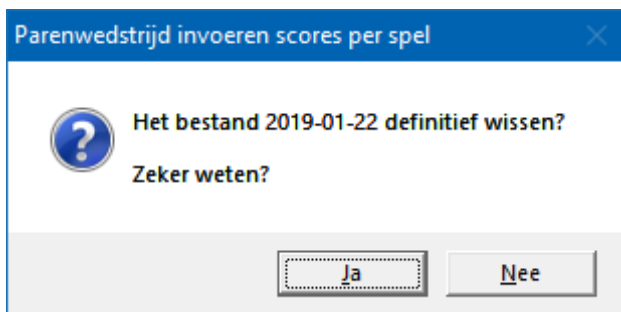 Parenwedstrijd invoeren scores per spel
Het bestand 2019-01-22 definitief wissen?
Zeker weten?
Ja
Nee